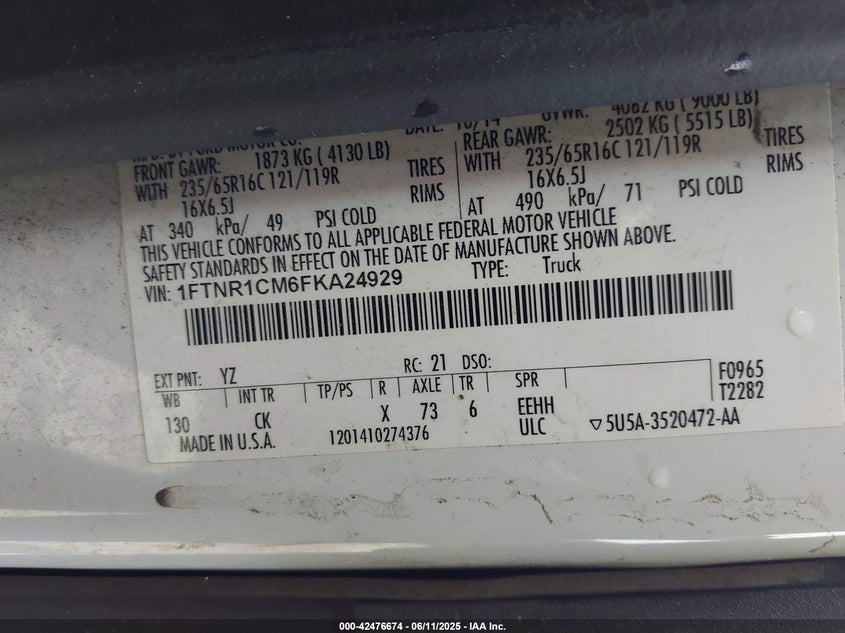 MFD. BY FORD MOTOR CO. DATE: 10/14 GVWR: 4082 KG ( 9000 LB)
FRONT GAWR: 1873 KG ( 4130 LB) REAR GAWR: 2502 KG ( 5515 LB)
WITH 235/65R16C 121/119R TIRES WITH 235/65R16C 121/119R TIRES
16X6.5J RIMS 16X6.5J RIMS
AT 340 kPa/ 49 PSI COLD AT 490 kPa/ 71 PSI COLD
THIS VEHICLE CONFORMS TO ALL APPLICABLE FEDERAL MOTOR VEHICLE
SAFETY STANDARDS IN EFFECT ON THE DATE OF MANUFACTURE SHOWN ABOVE.
VIN: 1FTNR1CM6FKA24929 TYPE: Truck
EXT PNT: YZ RC: 21 DSO: F0965
WB INT TR TP/PS R AXLE TR SPR T2282
130 CK X 73 6 EEHH
MADE IN U.S.A. 1201410274376 ULC ▽5U5A-3520472-AA
000-42476674 / 06/11/2025 - IAA Inc.